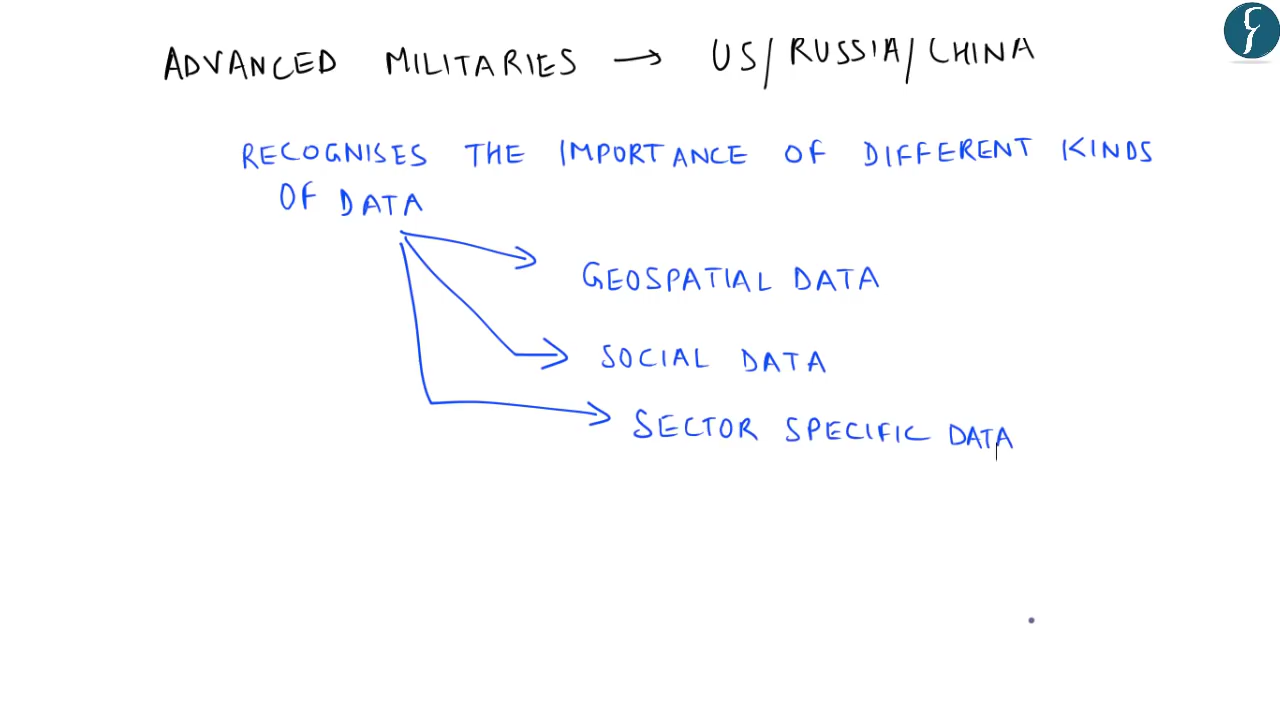 ADVANCED MILITARIES → US/RUSSIA/CHINA
RECOGNISES THE IMPORTANCE OF DIFFERENT KINDS
OF DATA
GEOSPATIAL DATA
SOCIAL DATA
SECTOR SPECIFIC DATA